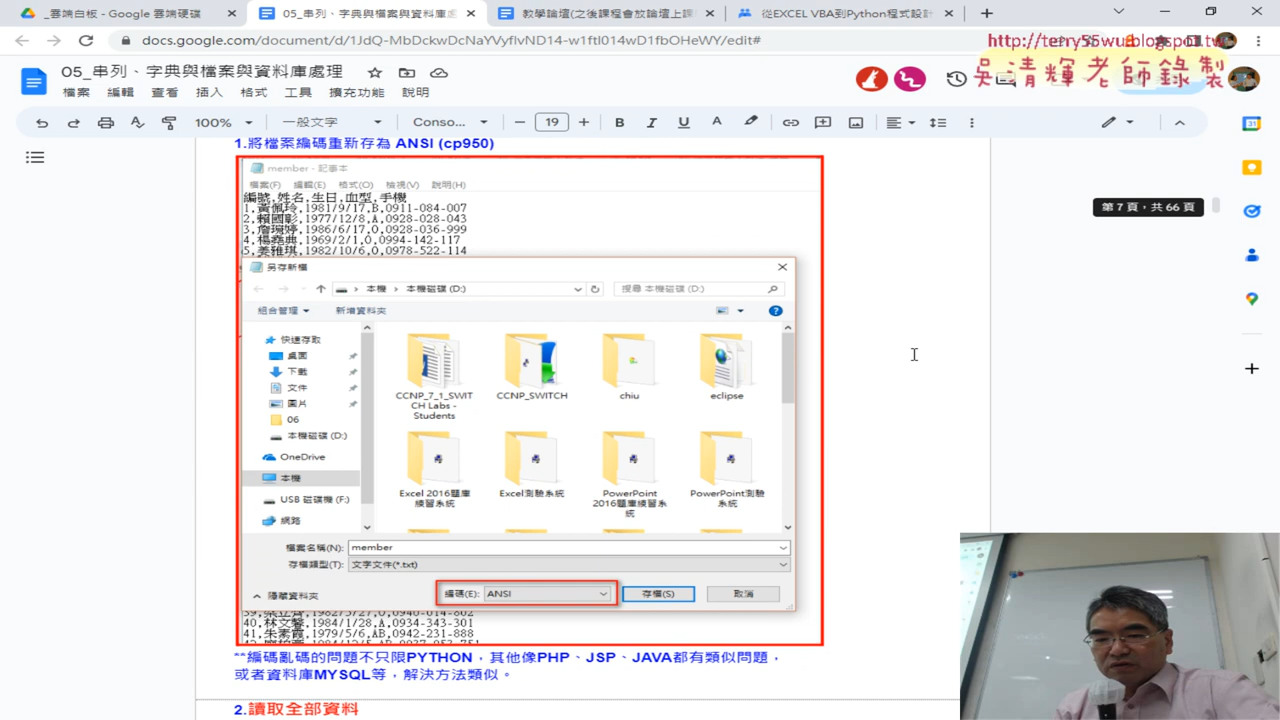 _雲端白板 - Google 雲端硬碟
05_串列、字典與檔案與資料庫處
教學論壇(之後課程會放論壇上課
從EXCEL VBA到Python程式設計
docs.google.com/document/d/1JdQ-MbDckwDcNaYVyflvND14-w1ftI014wD1fbOHeWY/edit#
http://terry55wu.blogspot.tw
吳清輝老師錄製
05_串列、字典與檔案與資料庫處理
檔案 編輯 查看 插入 格式 工具 擴充功能 說明
100% 一般文字 Conso... 19 B I U A
1.將檔案編碼重新存為 ANSI (cp950)
member - 記事本
檔案(F) 編輯(E) 格式(O) 檢視(V) 說明(H)
編號,姓名,生日,血型,手機
1,黃佩玲,1981/9/17,B,0911-084-007
2,賴國彰,1977/12/8,A,0928-028-043
3,詹琬婷,1986/6/17,O,0928-036-999
4,楊堯典,1969/2/1,O,0994-142-117
5,姜雅琪,1982/10/6,O,0978-522-114
第 7 頁，共 66 頁
另存新檔
本機 本機磁碟 (D:)
搜尋 本機磁碟 (D:)
組合管理 新增資料夾
快速存取
桌面
下載
文件
圖片
06
本機磁碟 (D:)
OneDrive
本機
USB 磁碟機 (F:)
網路
CCNP_7_1_SWIT
CH Labs -
Students
CCNP_SWITCH
chiu
eclipse
Excel 2016題庫
練習系統
Excel測驗系統
PowerPoint
2016題庫練習系
統
PowerPoint測驗
系統
檔案名稱(N): member
存檔類型(T): 文字文件(*.txt)
隱藏資料夾
編碼(E): ANSI
存檔(S)
取消
40,林文馨,1984/1/28,A,0934-343-301
41,朱素霞,1979/5/6,AB,0942-231-888
**編碼亂碼的問題不只限PYTHON，其他像PHP、JSP、JAVA都有類似問題，
或者資料庫MYSQL等，解決方法類似。
2.讀取全部資料